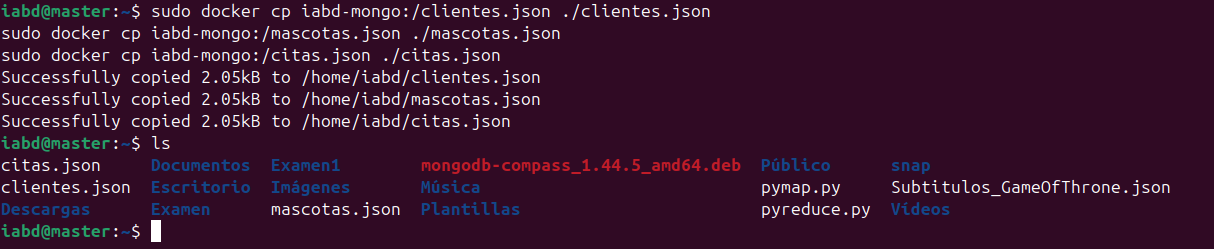 iabd@master:~$ sudo docker cp iabd-mongo:/clientes.json ./clientes.json
sudo docker cp iabd-mongo:/mascotas.json ./mascotas.json
sudo docker cp iabd-mongo:/citas.json ./citas.json
Successfully copied 2.05kB to /home/iabd/clientes.json
Successfully copied 2.05kB to /home/iabd/mascotas.json
Successfully copied 2.05kB to /home/iabd/citas.json
iabd@master:~$ ls
citas.json Documentos Examen1 mongodb-compass_1.44.5_amd64.deb Público snap
clientes.json Escritorio Imágenes Música pymap.py Subtitulos_GameOfThrone.json
Descargas Examen mascotas.json Plantillas pyreduce.py Vídeos
iabd@master:~$